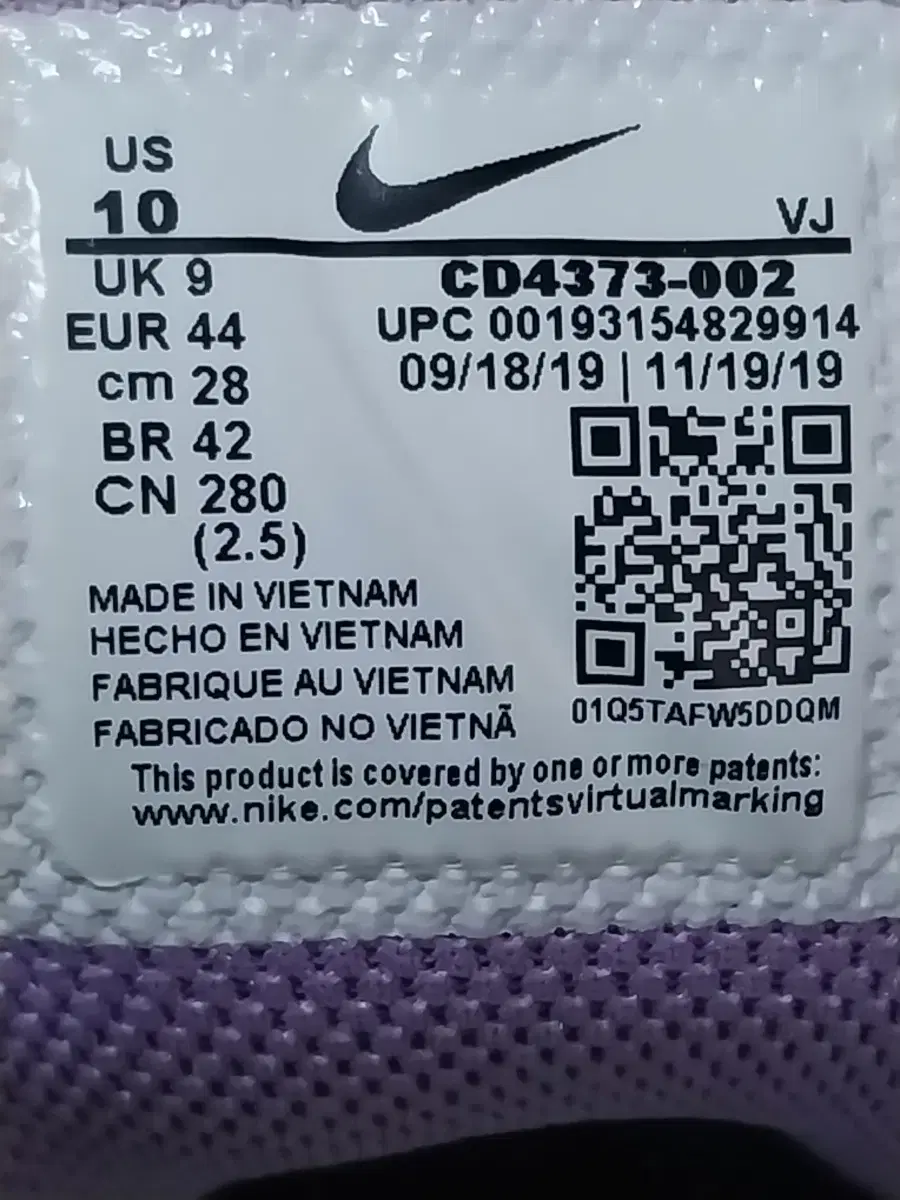 US
10
VJ
UK 9
CD4373-002
EUR 44
UPC 00193154829914
cm 28
09/18/19 | 11/19/19
BR 42
CN 280
(2.5)
MADE IN VIETNAM
HECHO EN VIETNAM
FABRIQUE AU VIETNAM
FABRICADO NO VIETNÃ
01Q5TAFW5DDQM
This product is covered by one or more patents:
www.nike.com/patentsvirtualmarking